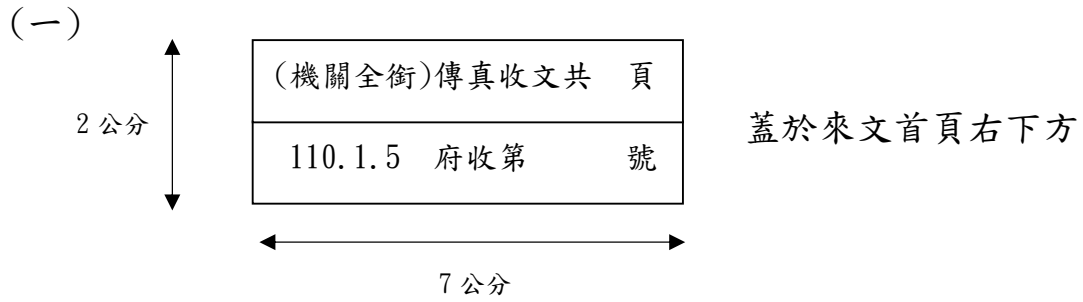 (一)
(機關全銜)傳真收文共　頁
2 公分
蓋於來文首頁右下方
110.1.5　府收第　　　號
7 公分